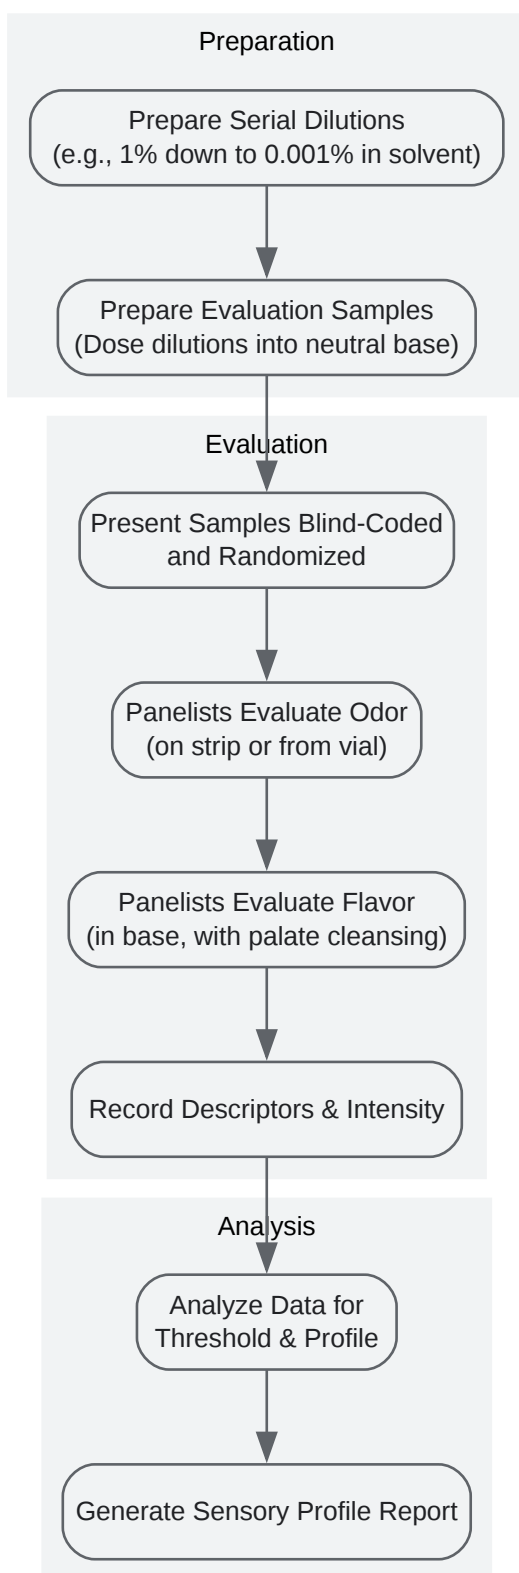 Preparation
Prepare Serial Dilutions
(e.g., 1% down to 0.001% in solvent)
Prepare Evaluation Samples
(Dose dilutions into neutral base)
Evaluation
Present Samples Blind-Coded
and Randomized
Panelists Evaluate Odor
(on strip or from vial)
Panelists Evaluate Flavor
(in base, with palate cleansing)
Record Descriptors & Intensity
Analysis
Analyze Data for
Threshold & Profile
Generate Sensory Profile Report